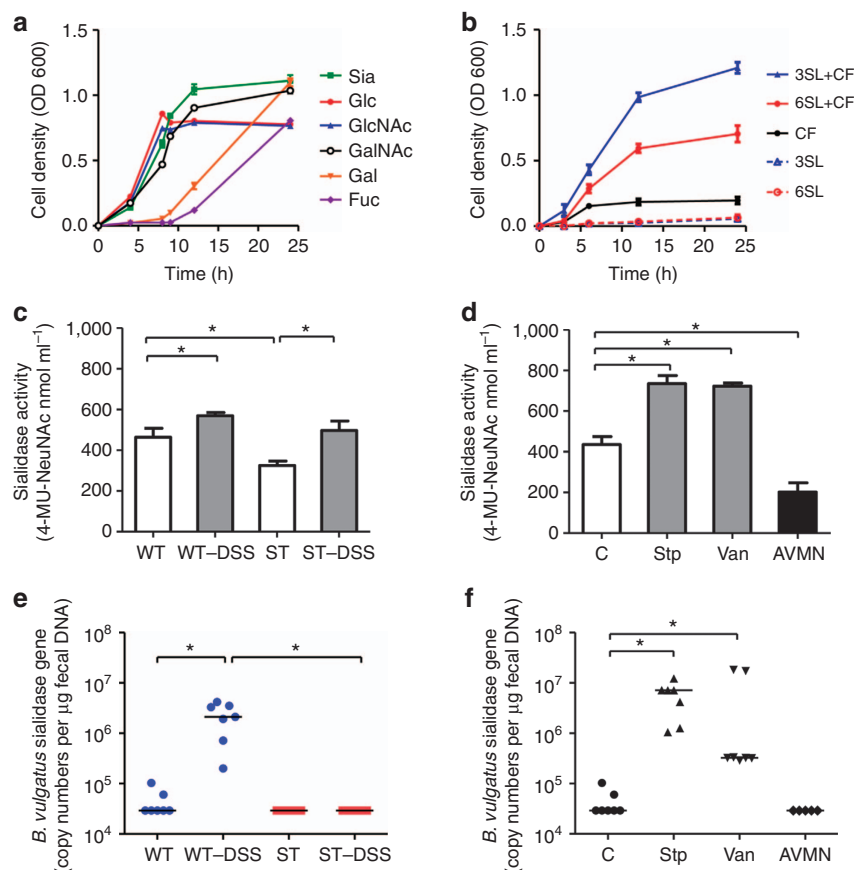 a
Cell density (OD 600)
1.5
1.0
0.5
0.0
0 5 10 15 20 25
Time (h)
Sia
Glc
GlcNAc
GalNAc
Gal
Fuc
b
Cell density (OD 600)
1.5
1.0
0.5
0.0
0 5 10 15 20 25
Time (h)
3SL+CF
6SL+CF
CF
3SL
6SL
c
Sialidase activity
(4-MU-NeuNAc nmol ml⁻¹)
1,000
800
600
400
200
0
* * *
WT WT–DSS ST ST–DSS
d
Sialidase activity
(4-MU-NeuNAc nmol ml⁻¹)
1,000
800
600
400
200
0
* * *
C Stp Van AVMN
e
B. vulgatus sialidase gene
(copy numbers per µg fecal DNA)
10⁸
10⁷
10⁶
10⁵
10⁴
* *
WT WT–DSS ST ST–DSS
f
B. vulgatus sialidase gene
(copy numbers per µg fecal DNA)
10⁸
10⁷
10⁶
10⁵
10⁴
* *
C Stp Van AVMN